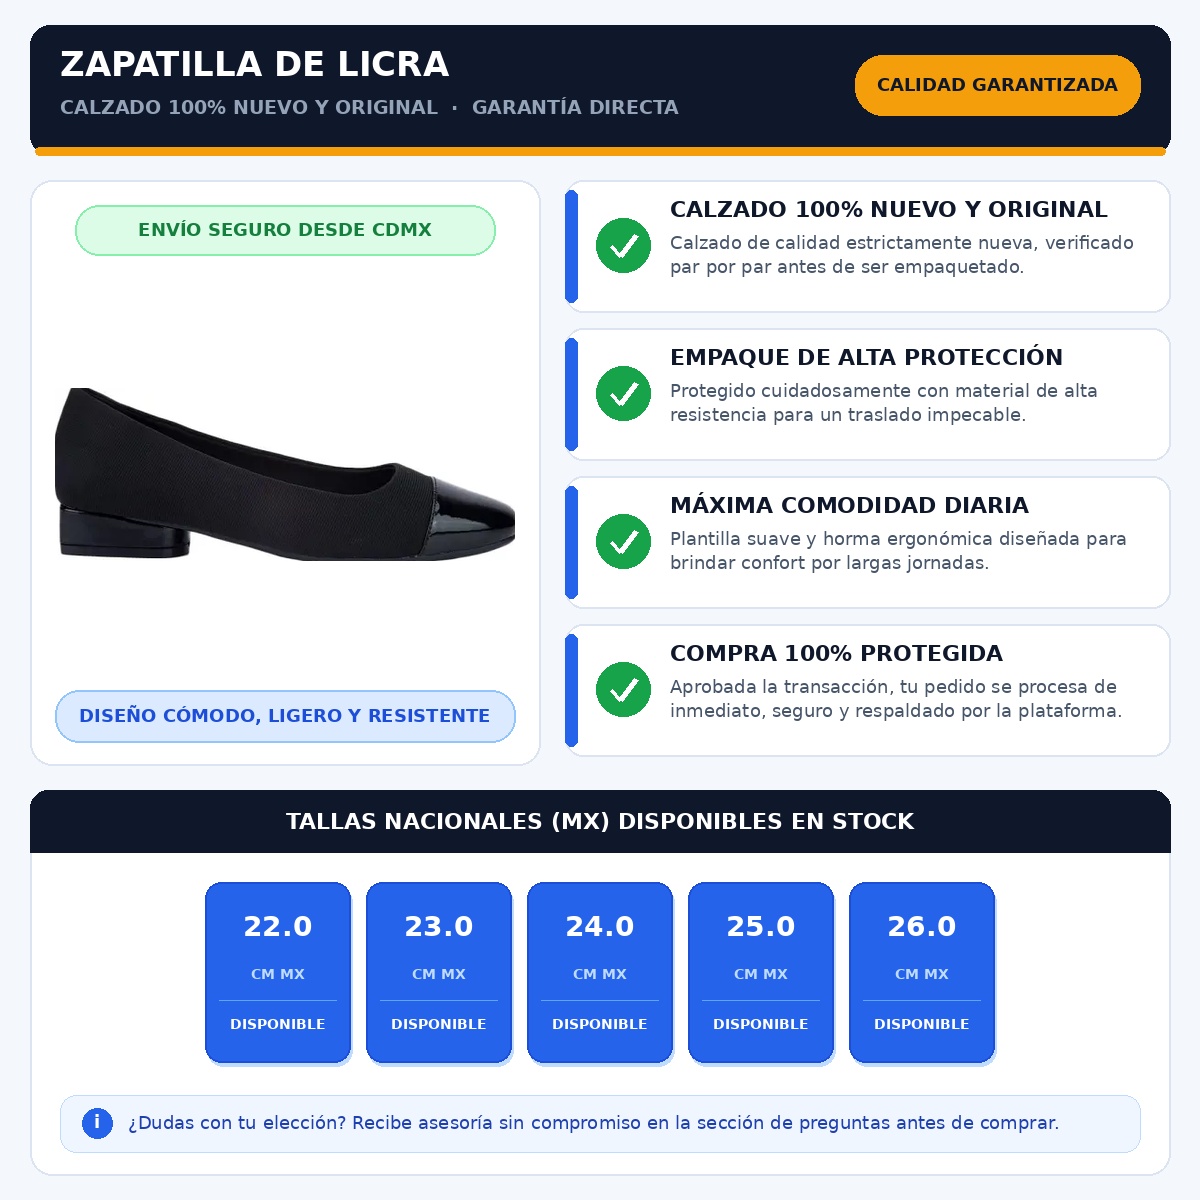 ZAPATILLA DE LICRA
CALZADO 100% NUEVO Y ORIGINAL · GARANTÍA DIRECTA
CALIDAD GARANTIZADA
ENVÍO SEGURO DESDE CDMX
DISEÑO CÓMODO, LIGERO Y RESISTENTE
CALZADO 100% NUEVO Y ORIGINAL
Calzado de calidad estrictamente nueva, verificado
par por par antes de ser empaquetado.
EMPAQUE DE ALTA PROTECCIÓN
Protegido cuidadosamente con material de alta
resistencia para un traslado impecable.
MÁXIMA COMODIDAD DIARIA
Plantilla suave y horma ergonómica diseñada para
brindar confort por largas jornadas.
COMPRA 100% PROTEGIDA
Aprobada la transacción, tu pedido se procesa de
inmediato, seguro y respaldado por la plataforma.
TALLAS NACIONALES (MX) DISPONIBLES EN STOCK
22.0
CM MX
DISPONIBLE
23.0
CM MX
DISPONIBLE
24.0
CM MX
DISPONIBLE
25.0
CM MX
DISPONIBLE
26.0
CM MX
DISPONIBLE
i ¿Dudas con tu elección? Recibe asesoría sin compromiso en la sección de preguntas antes de comprar.